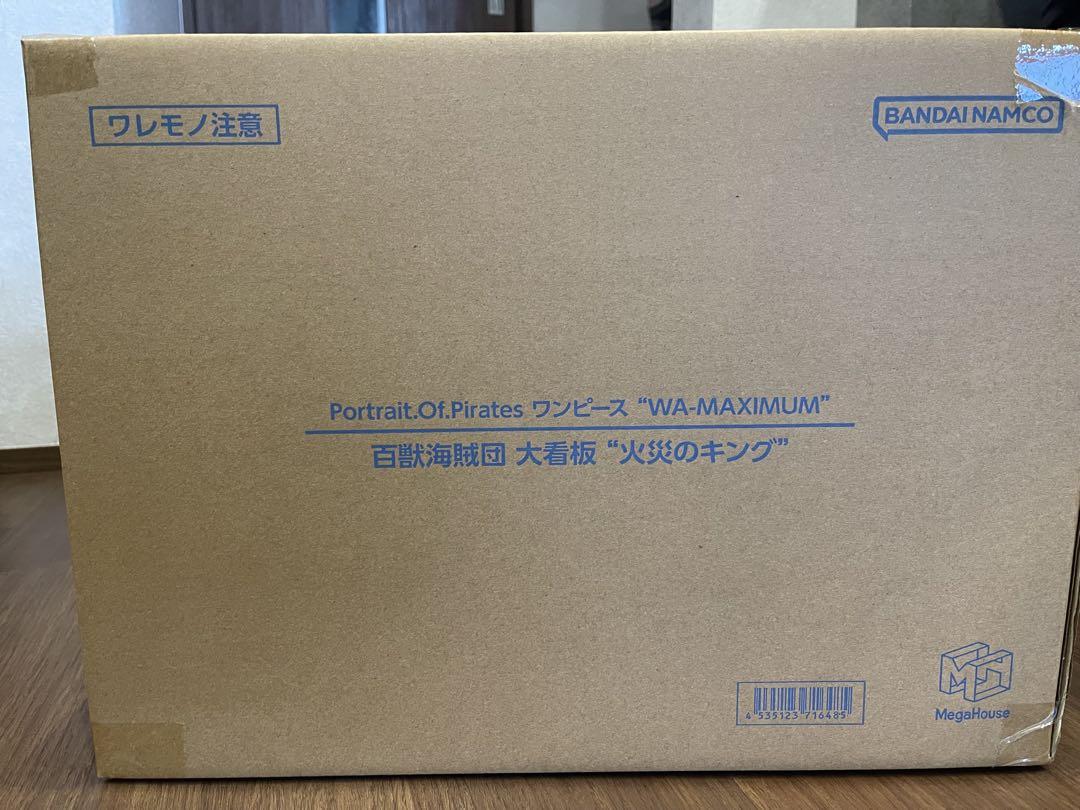 ワレモノ注意
BANDAI NAMCO
Portrait.Of.Pirates ワンピース “WA-MAXIMUM”
百獣海賊団 大看板 “火災のキング”
4 535123 716485
MegaHouse